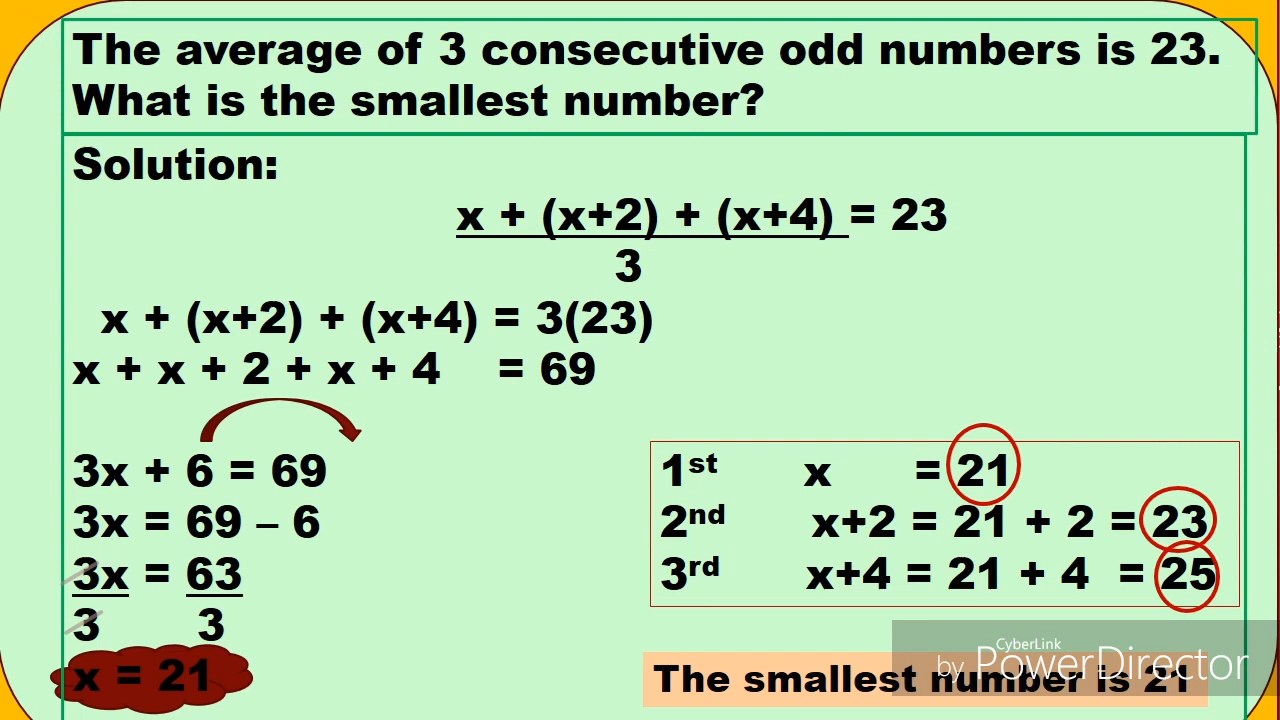 The average of 3 consecutive odd numbers is 23.
What is the smallest number?
Solution:
x + (x+2) + (x+4) = 23
3
x + (x+2) + (x+4) = 3(23)
x + x + 2 + x + 4 = 69
3x + 6 = 69
3x = 69 – 6
3x = 63
3 3
x = 21
1st x = 21
2nd x+2 = 21 + 2 = 23
3rd x+4 = 21 + 4 = 25
The smallest number is 21
CyberLink
by PowerDirector